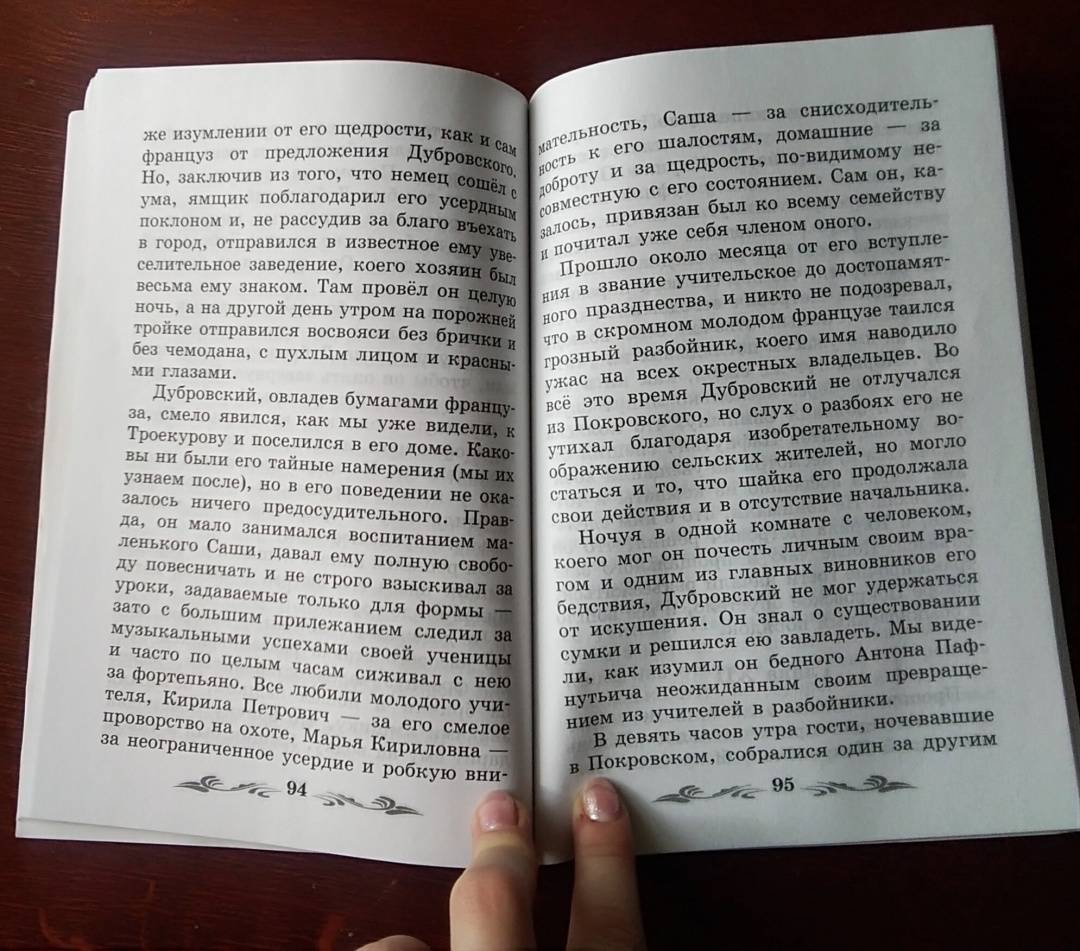 же изумлении от его щедрости, как и сам
француз от предложения Дубровского.
Но, заключив из того, что немец сошёл с
ума, ямщик поблагодарил его усердным
поклоном и, не рассудив за благо въехать
в город, отправился в известное ему уве-
селительное заведение, коего хозяин был
весьма ему знаком. Там провёл он целую
ночь, а на другой день утром на порожней
тройке отправился восвояси без брички и
без чемодана, с пухлым лицом и красны-
ми глазами.
Дубровский, овладев бумагами францу-
за, смело явился, как мы уже видели, к
Троекурову и поселился в его доме. Како-
вы ни были его тайные намерения (мы их
узнаем после), но в его поведении не ока-
залось ничего предосудительного. Прав-
да, он мало занимался воспитанием ма-
ленького Саши, давал ему полную свобо-
ду повесничать и не строго взыскивал за
уроки, задаваемые только для формы —
зато с большим прилежанием следил за
музыкальными успехами своей ученицы
и часто по целым часам сиживал с нею
за фортепьяно. Все любили молодого учи-
теля, Кирила Петрович — за его смелое
проворство на охоте, Марья Кириловна —
за неограниченное усердие и робкую вни-
94
мательность, Саша — за снисходитель-
ность к его шалостям, домашние — за
доброту и за щедрость, по-видимому не-
совместную с его состоянием. Сам он, ка-
залось, привязан был ко всему семейству
и почитал уже себя членом оного.
Прошло около месяца от его вступле-
ния в звание учительское до достопамят-
ного празднества, и никто не подозревал,
что в скромном молодом французе таился
грозный разбойник, коего имя наводило
ужас на всех окрестных владельцев. Во
всё это время Дубровский не отлучался
из Покровского, но слух о разбоях его не
утихал благодаря изобретательному во-
ображению сельских жителей, но могло
статься и то, что шайка его продолжала
свои действия и в отсутствие начальника.
Ночуя в одной комнате с человеком,
коего мог он почесть личным своим вра-
гом и одним из главных виновников его
бедствия, Дубровский не мог удержаться
от искушения. Он знал о существовании
сумки и решился ею завладеть. Мы виде-
ли, как изумил он бедного Антона Паф-
нутьича неожиданным своим превраще-
нием из учителей в разбойники.
В девять часов утра гости, ночевавшие
в Покровском, собралися один за другим
95